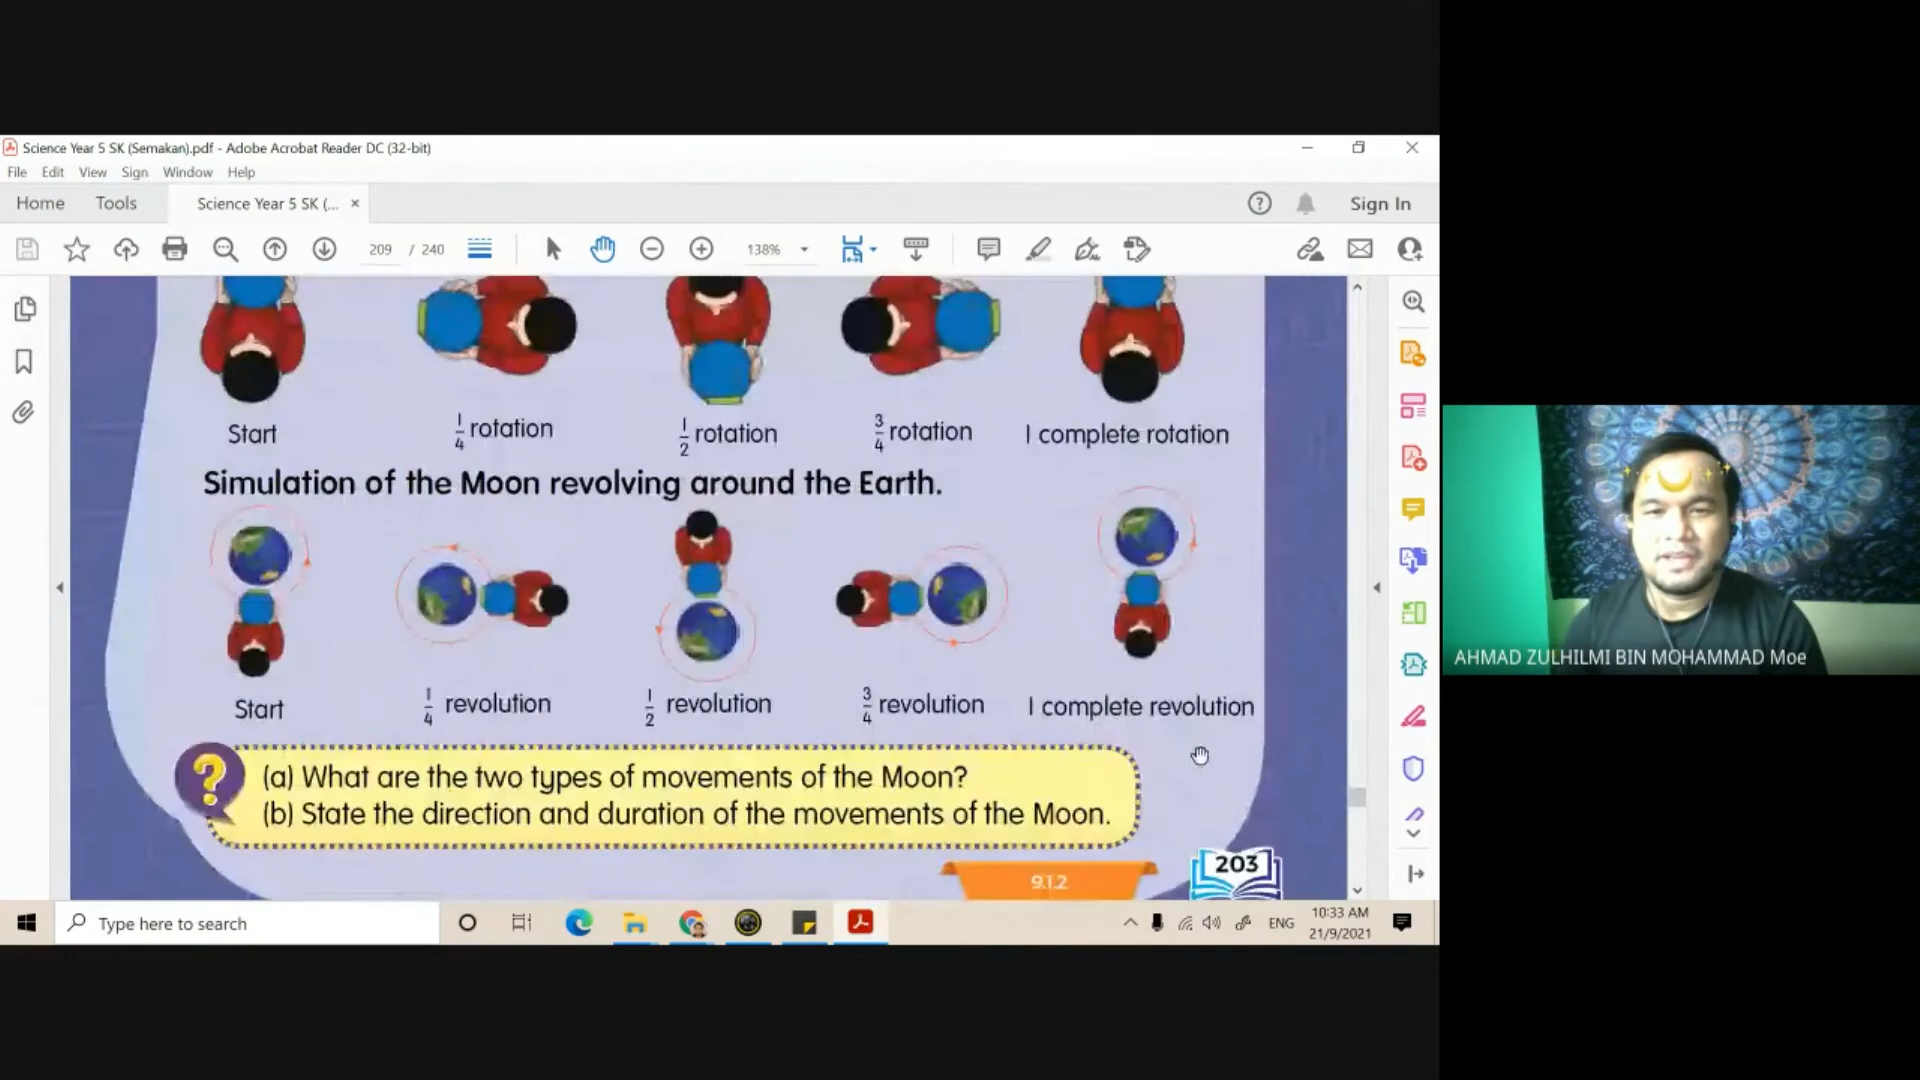 Science Year 5 SK (Semakan).pdf - Adobe Acrobat Reader DC (32-bit)
File Edit View Sign Window Help
Home Tools Science Year 5 SK (... Sign In
209 / 240 138%
Start
1/4 rotation
1/2 rotation
3/4 rotation
1 complete rotation
Simulation of the Moon revolving around the Earth.
Start
1/4 revolution
1/2 revolution
3/4 revolution
1 complete revolution
(a) What are the two types of movements of the Moon?
(b) State the direction and duration of the movements of the Moon.
9.1.2
203
AHMAD ZULHILMI BIN MOHAMMAD Moe
Type here to search
ENG
10:33 AM
21/9/2021